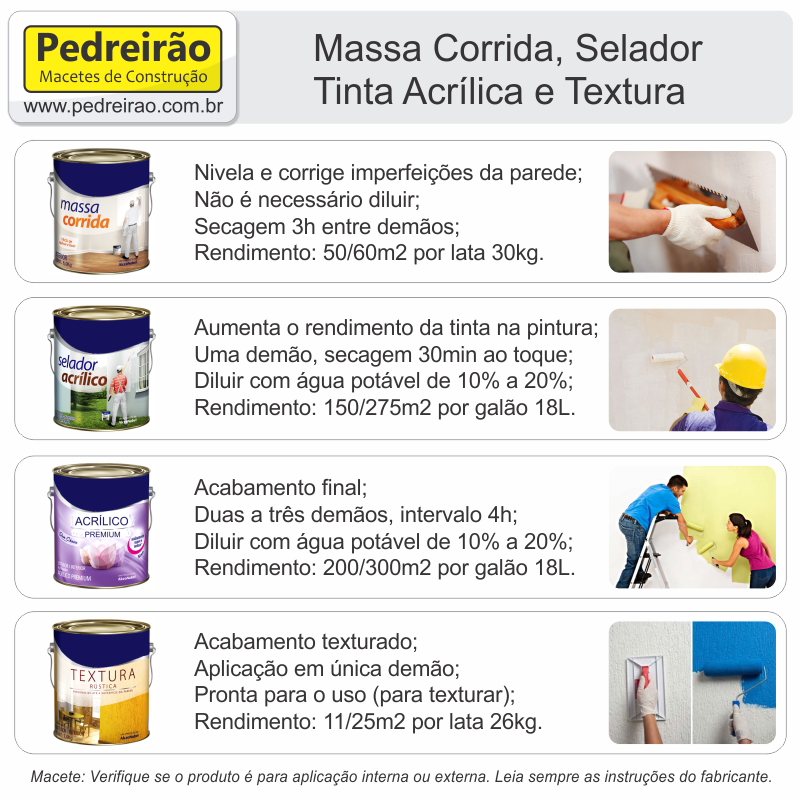 Pedreirão
Macetes de Construção
www.pedreirao.com.br
Massa Corrida, Selador
Tinta Acrílica e Textura
massa
corrida
Nivela e corrige imperfeições da parede;
Não é necessário diluir;
Secagem 3h entre demãos;
Rendimento: 50/60m2 por lata 30kg.
selador
acrílico
Aumenta o rendimento da tinta na pintura;
Uma demão, secagem 30min ao toque;
Diluir com água potável de 10% a 20%;
Rendimento: 150/275m2 por galão 18L.
ACRÍLICO
PREMIUM
Acabamento final;
Duas a três demãos, intervalo 4h;
Diluir com água potável de 10% a 20%;
Rendimento: 200/300m2 por galão 18L.
TEXTURA
RÚSTICA
Acabamento texturado;
Aplicação em única demão;
Pronta para o uso (para texturar);
Rendimento: 11/25m2 por lata 26kg.
Macete: Verifique se o produto é para aplicação interna ou externa. Leia sempre as instruções do fabricante.